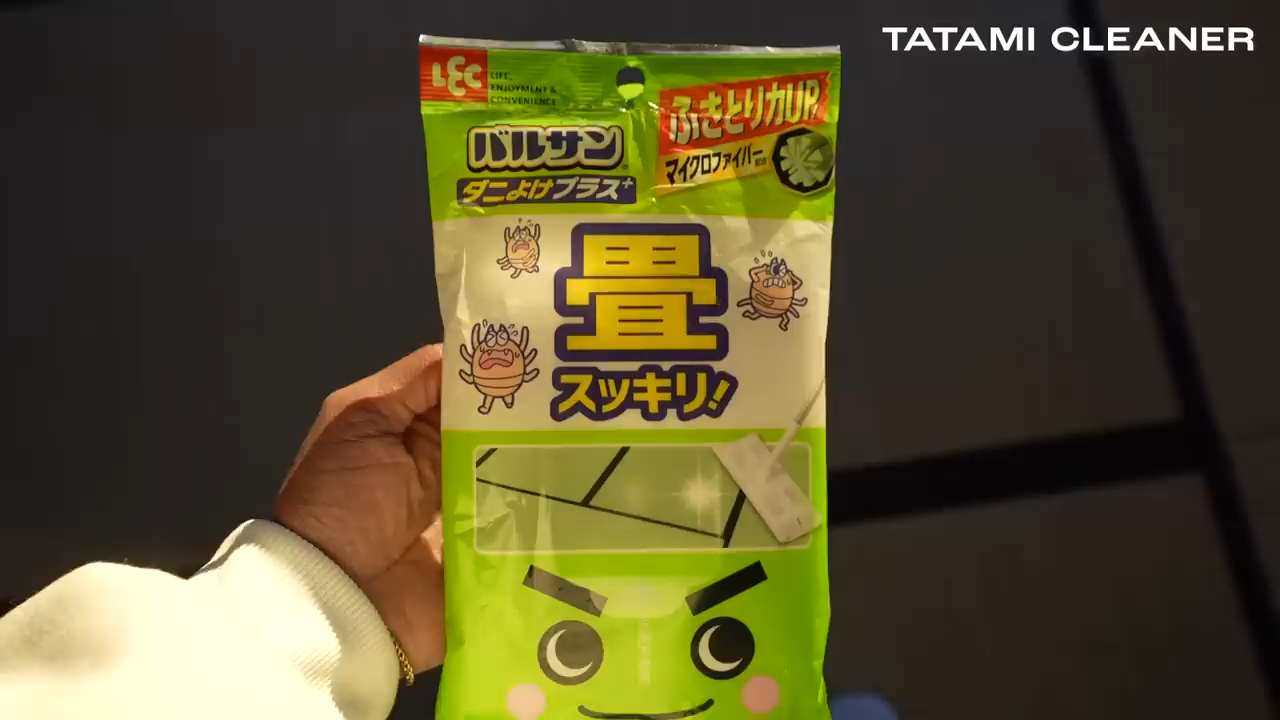 TATAMI CLEANER
LEC
LIFE,
ENJOYMENT &
CONVENIENCE
ふきとり力UP!
マイクロファイバー
配合
バルサン
ダニよけプラス+
畳
スッキリ!